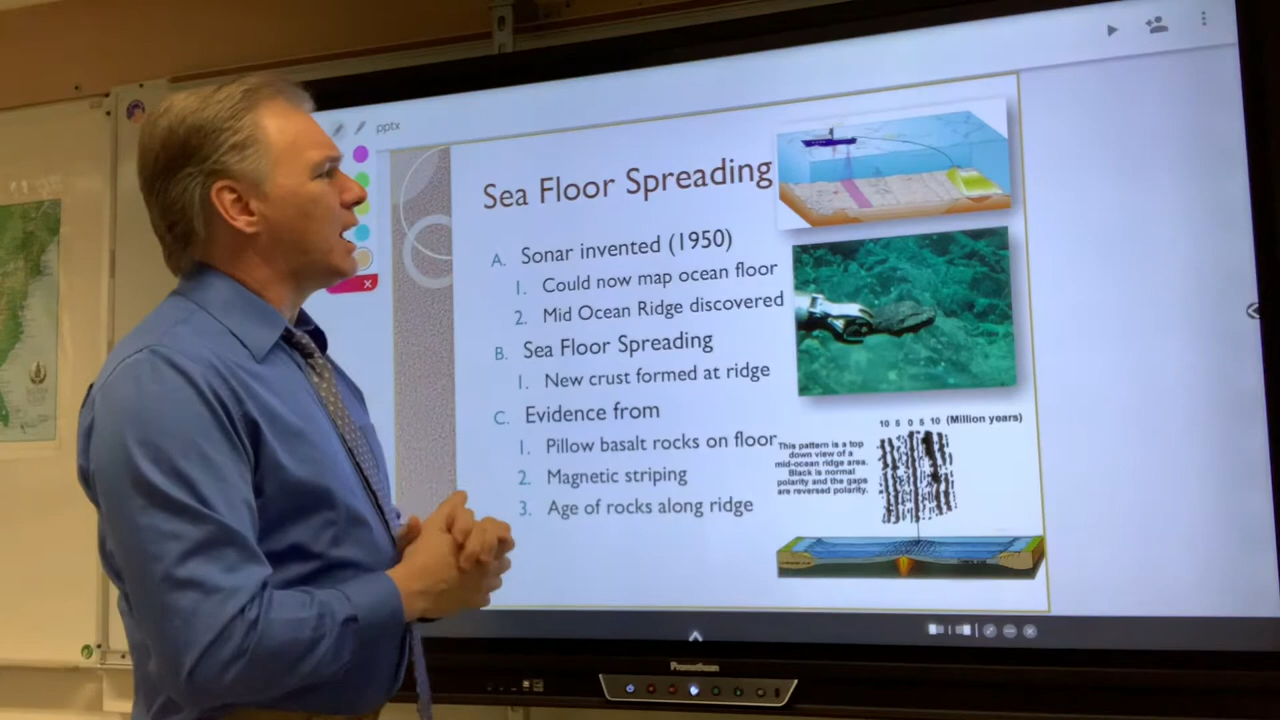 pptx
Sea Floor Spreading
A. Sonar invented (1950)
1. Could now map ocean floor
2. Mid Ocean Ridge discovered
B. Sea Floor Spreading
1. New crust formed at ridge
C. Evidence from
1. Pillow basalt rocks on floor
2. Magnetic striping
3. Age of rocks along ridge
10 5 0 5 10 (Million years)
This pattern is a top
down view of a
mid-ocean ridge area.
Black is normal
polarity and the gaps
are reversed polarity.
Promethean